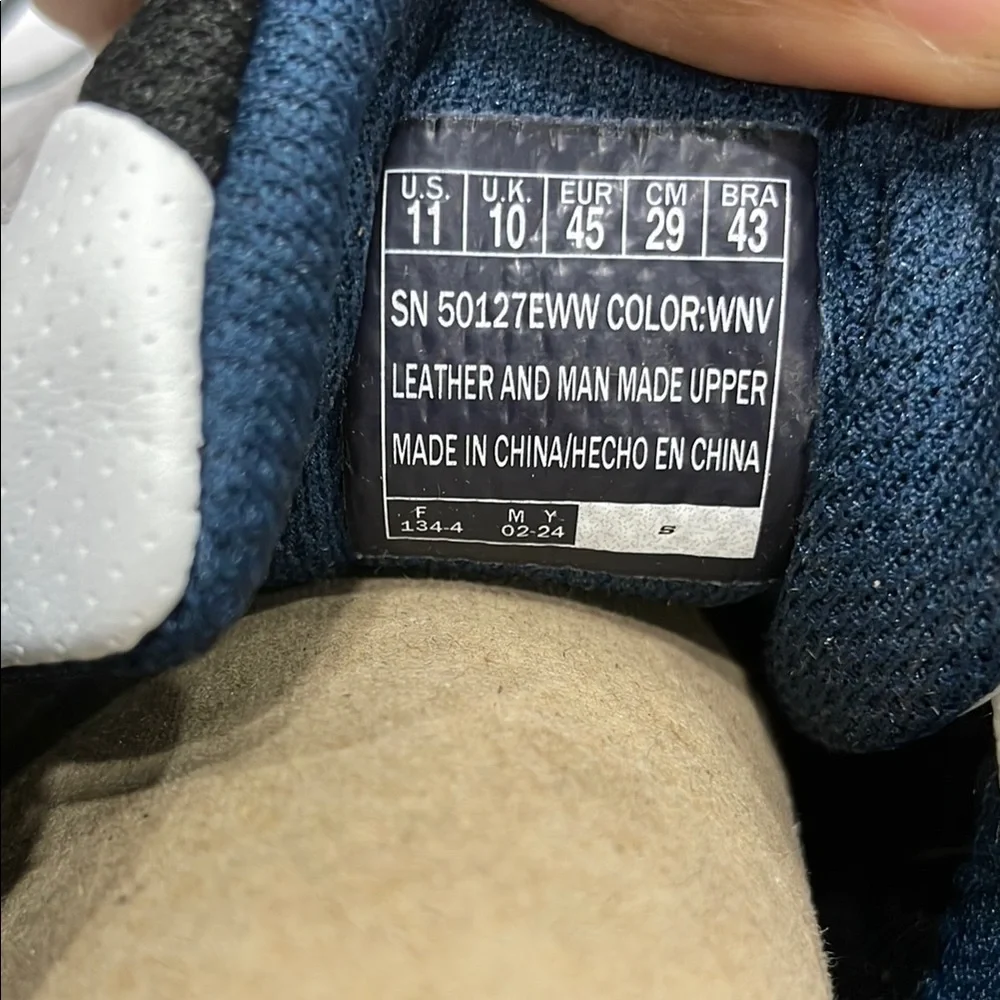 U.S. U.K. EUR CM BRA
11 10 45 29 43
SN 50127EWW COLOR:WNV
LEATHER AND MAN MADE UPPER
MADE IN CHINA/HECHO EN CHINA
F M Y
134-4 02-24
S